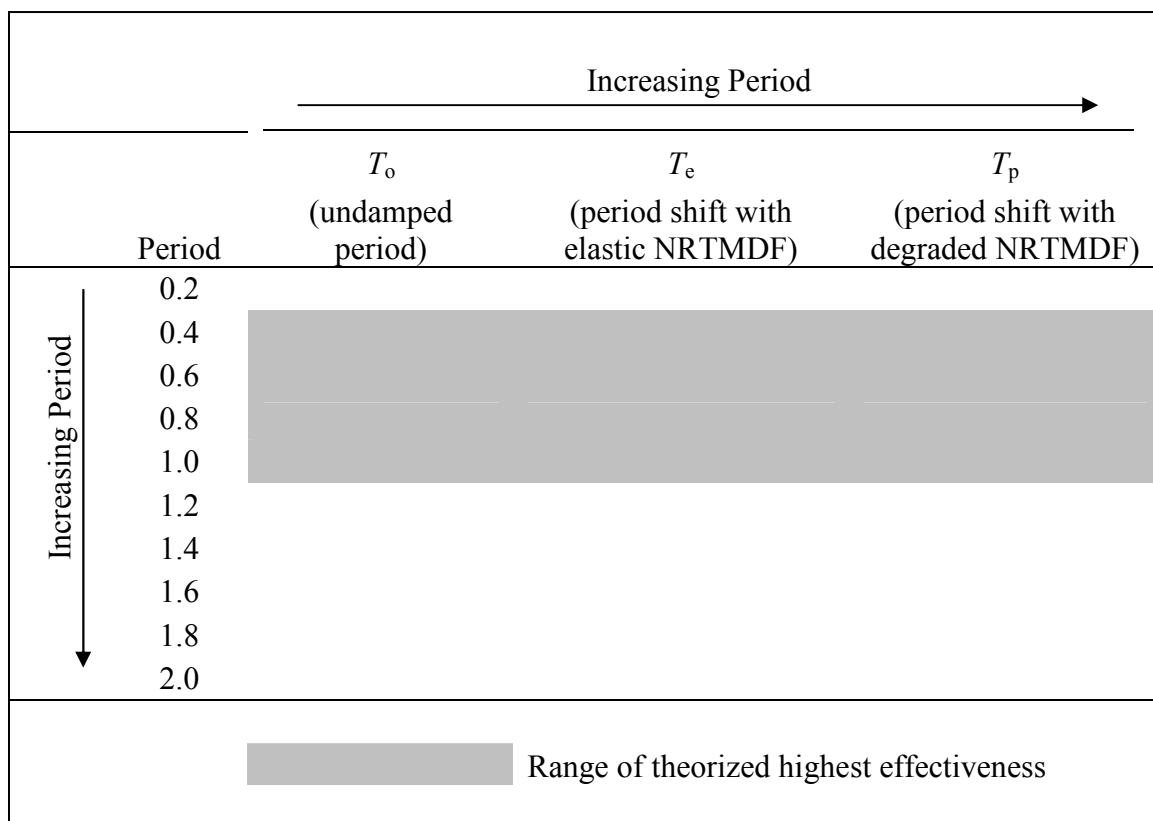 Increasing Period
To Te Tp
(undamped (period shift with (period shift with
Period period) elastic NRTMDF) degraded NRTMDF)
Increasing Period
0.2
0.4
0.6
0.8
1.0
1.2
1.4
1.6
1.8
2.0
Range of theorized highest effectiveness